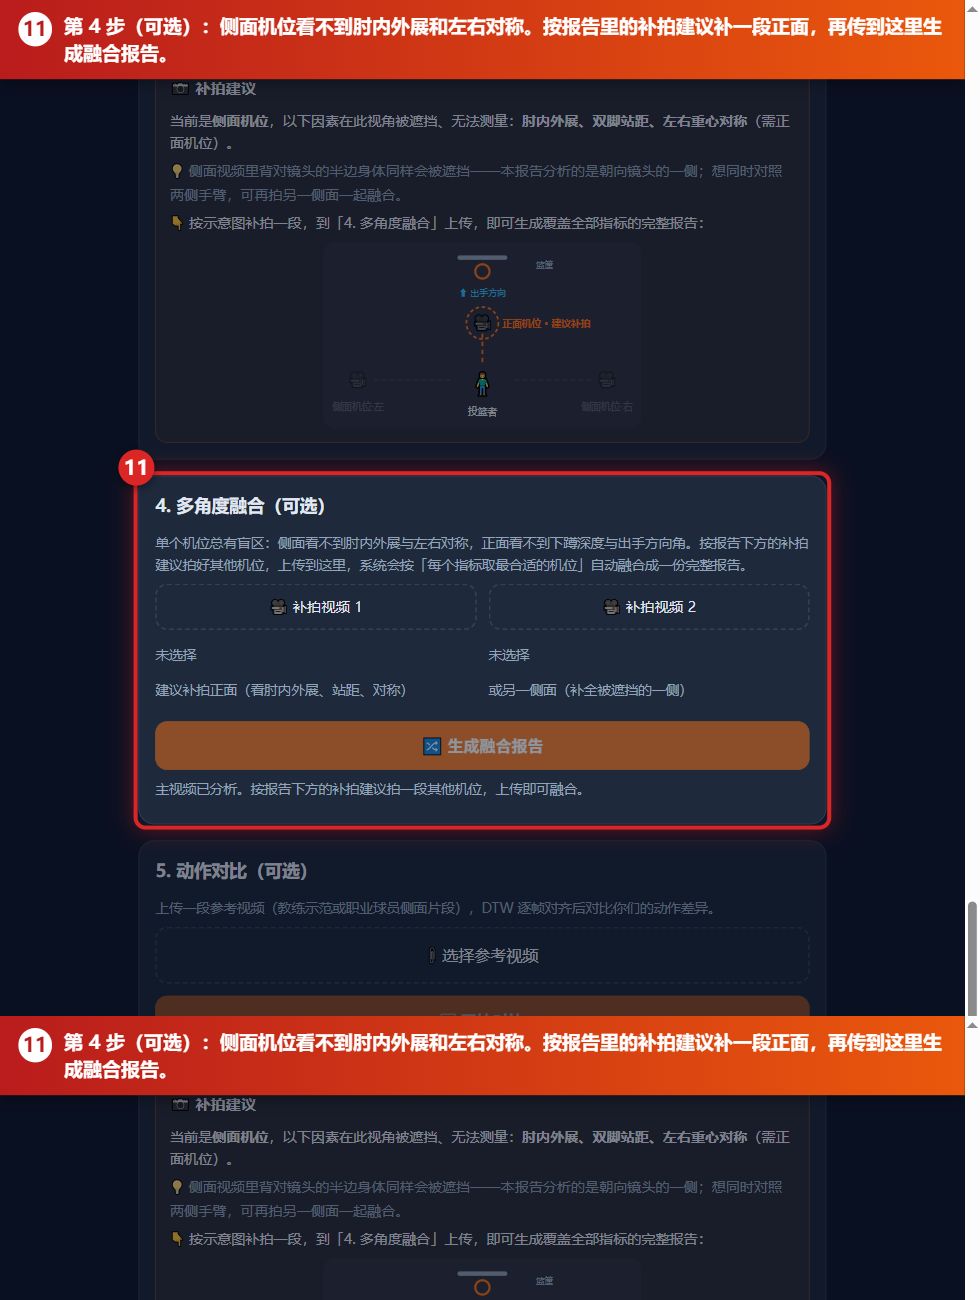 11 第 4 步（可选）：侧面机位看不到肘内外展和左右对称。按报告里的补拍建议补一段正面，再传到这里生
成融合报告。
补拍建议
当前是侧面机位，以下因素在此视角被遮挡、无法测量：肘内外展、双脚站距、左右重心对称（需正
面机位）。
侧面视频里背对镜头的半边身体同样会被遮挡——本报告分析的是朝向镜头的一侧；想同时对照
两侧手臂，可再拍另一侧面一起融合。
按示意图补拍一段，到「4. 多角度融合」上传，即可生成覆盖全部指标的完整报告：
篮筐
出手方向
正面机位·建议补拍
侧面机位·左
投篮者
侧面机位·右
11
4. 多角度融合（可选）
单个机位总有盲区：侧面看不到肘内外展与左右对称，正面看不到下蹲深度与出手方向角。按报告下方的补拍
建议拍好其他机位，上传到这里，系统会按「每个指标取最合适的机位」自动融合成一份完整报告。
补拍视频 1
补拍视频 2
未选择
未选择
建议补拍正面（看肘内外展、站距、对称）
或另一侧面（补全被遮挡的一侧）
生成融合报告
主视频已分析。按报告下方的补拍建议拍一段其他机位，上传即可融合。
5. 动作对比（可选）
上传一段参考视频（教练示范或职业球员侧面片段），DTW 逐帧对齐后对比你们的动作差异。
选择参考视频
11 第 4 步（可选）：侧面机位看不到肘内外展和左右对称。按报告里的补拍建议补一段正面，再传到这里生
成融合报告。
补拍建议
当前是侧面机位，以下因素在此视角被遮挡、无法测量：肘内外展、双脚站距、左右重心对称（需正
面机位）。
侧面视频里背对镜头的半边身体同样会被遮挡——本报告分析的是朝向镜头的一侧；想同时对照
两侧手臂，可再拍另一侧面一起融合。
按示意图补拍一段，到「4. 多角度融合」上传，即可生成覆盖全部指标的完整报告：
篮筐